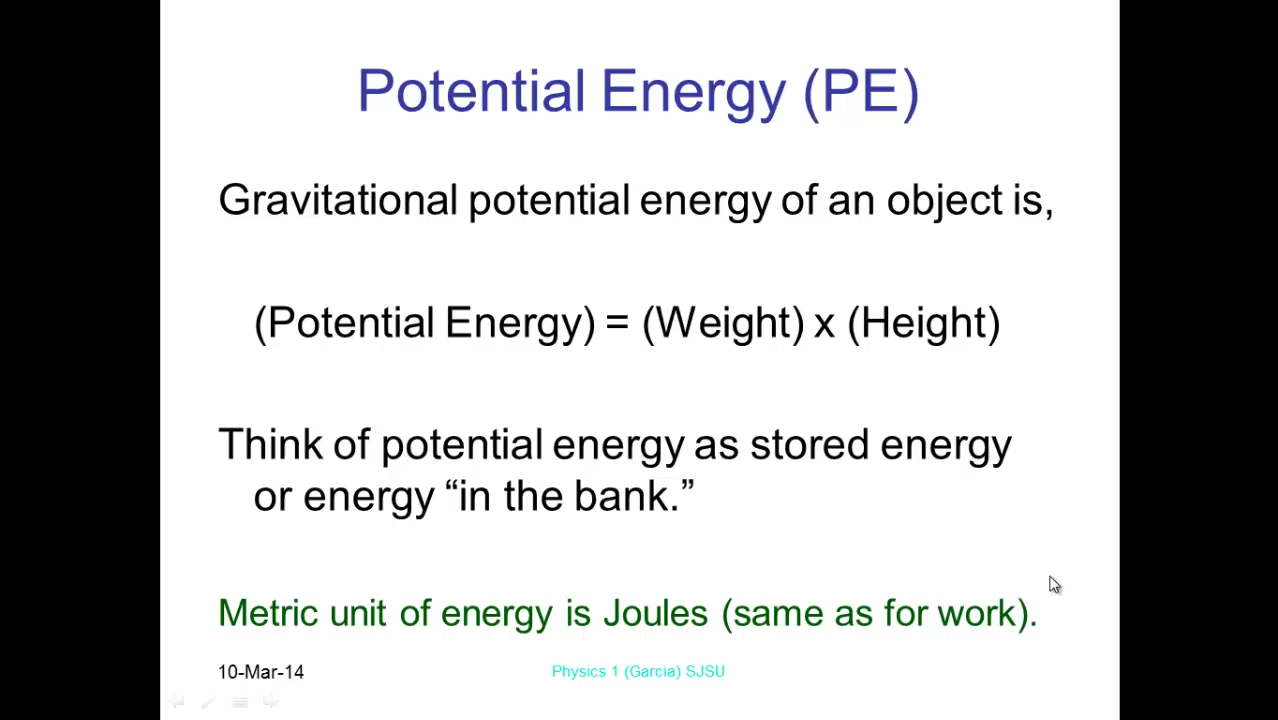 Potential Energy (PE)
Gravitational potential energy of an object is,
(Potential Energy) = (Weight) x (Height)
Think of potential energy as stored energy
or energy “in the bank.”
Metric unit of energy is Joules (same as for work).
10-Mar-14
Physics 1 (Garcia) SJSU